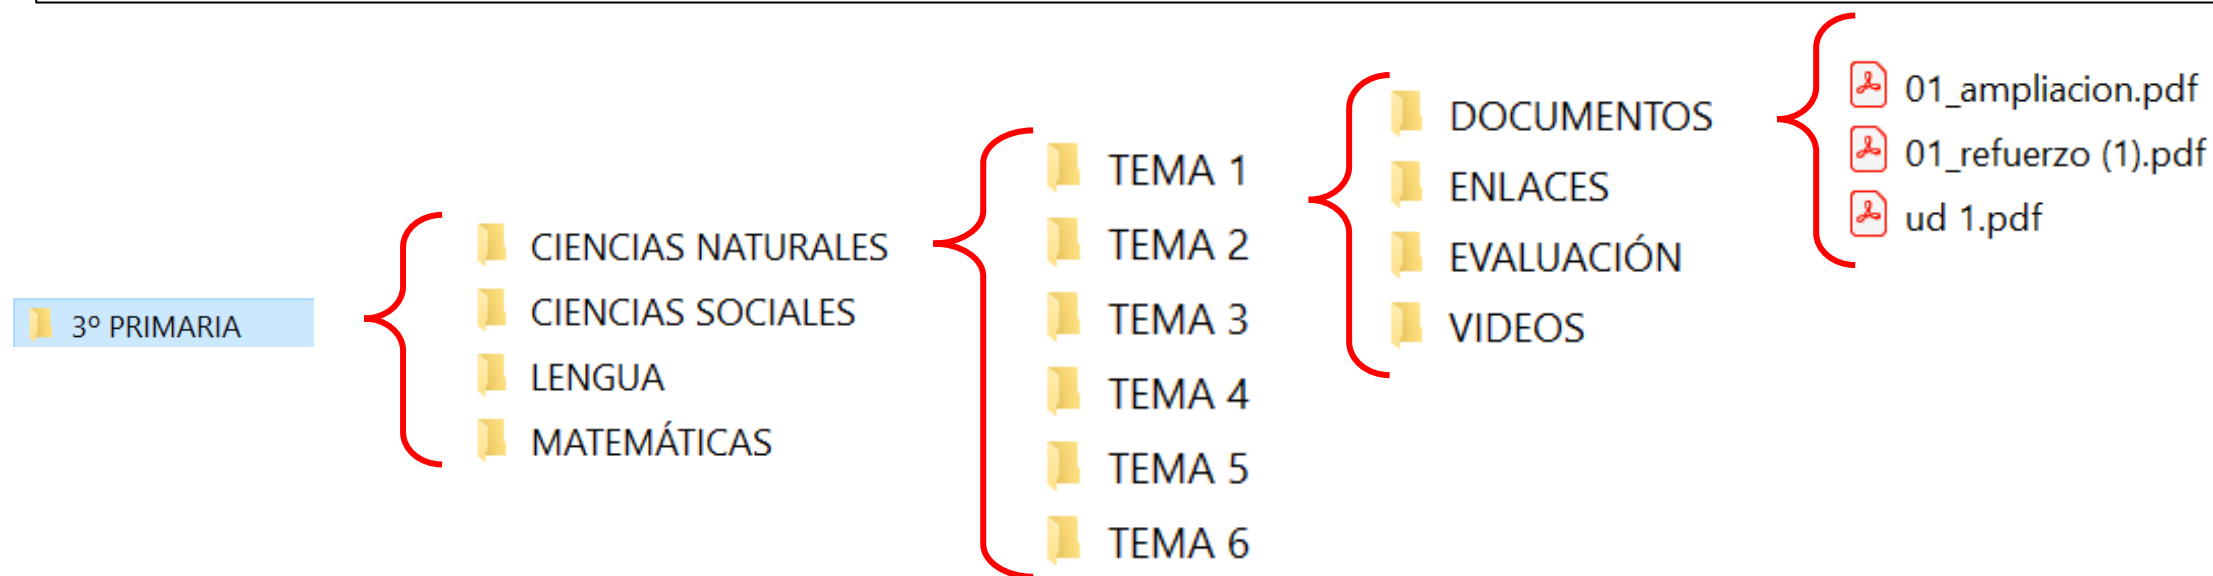 3º PRIMARIA
CIENCIAS NATURALES
CIENCIAS SOCIALES
LENGUA
MATEMÁTICAS
TEMA 1
TEMA 2
TEMA 3
TEMA 4
TEMA 5
TEMA 6
DOCUMENTOS
ENLACES
EVALUACIÓN
VIDEOS
01_ampliacion.pdf
01_refuerzo (1).pdf
ud 1.pdf